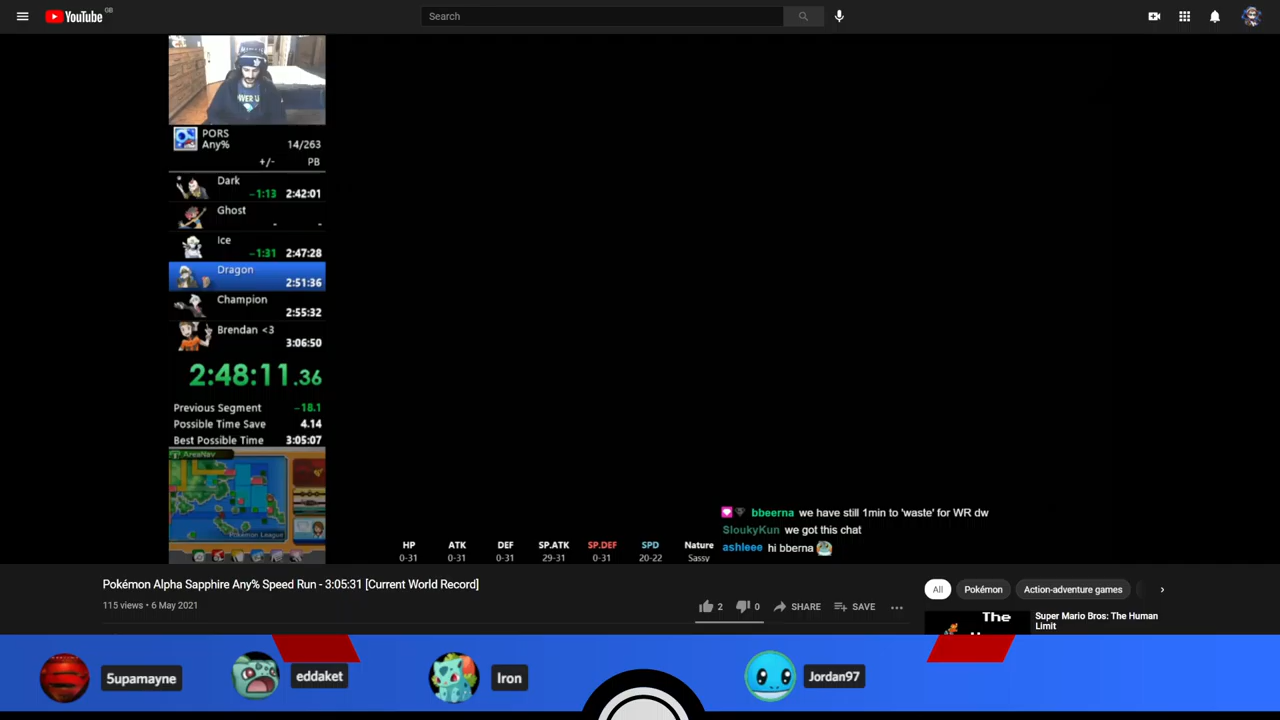 YouTube GB
Search
WER U
PORS
Any% 14/263
+/- PB
Dark
-1:13 2:42:01
Ghost
- -
Ice
-1:31 2:47:28
Dragon
2:51:36
Champion
2:55:32
Brendan <3
3:06:50
2:48:11.36
Previous Segment -18.1
Possible Time Save 4.14
Best Possible Time 3:05:07
AreaNav
Pokémon League
bbeerna we have still 1min to 'waste' for WR dw
SloukyKun we got this chat
ashleee hi bberna
HP ATK DEF SP.ATK SP.DEF SPD Nature
0-31 0-31 0-31 29-31 0-31 20-22 Sassy
Pokémon Alpha Sapphire Any% Speed Run - 3:05:31 [Current World Record]
115 views • 6 May 2021
2 0 SHARE SAVE
All Pokémon Action-adventure games
The
Super Mario Bros: The Human
Limit
5upamayne eddaket Iron Jordan97